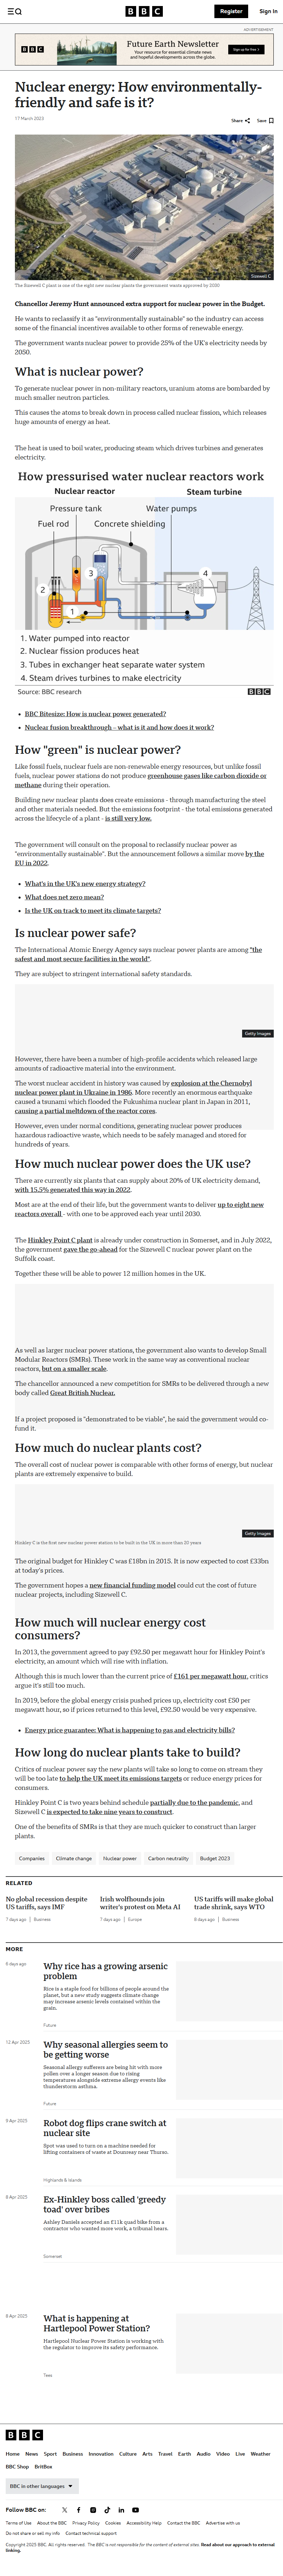 BBC
Register
Sign in
ADVERTISEMENT
BBC
Future Earth Newsletter
Your resource for essential climate news
and hopeful developments across the globe.
Sign up for free
Nuclear energy: How environmentally-
friendly and safe is it?
17 March 2023
Share
Save
Sizewell C
The Sizewell C plant is one of the eight new nuclear plants the government wants approved by 2030
Chancellor Jeremy Hunt announced extra support for nuclear power in the Budget.
He wants to reclassify it as "environmentally sustainable" so the industry can access
some of the financial incentives available to other forms of renewable energy.
The government wants nuclear power to provide 25% of the UK's electricity needs by
2050.
What is nuclear power?
To generate nuclear power in non-military reactors, uranium atoms are bombarded by
much smaller neutron particles.
This causes the atoms to break down in process called nuclear fission, which releases
huge amounts of energy as heat.
The heat is used to boil water, producing steam which drives turbines and generates
electricity.
How pressurised water nuclear reactors work
Nuclear reactor
Steam turbine
Pressure tank
Water pumps
Fuel rod
Concrete shielding
1
2
3
4
1. Water pumped into reactor
2. Nuclear fission produces heat
3. Tubes in exchanger heat separate water system
4. Steam drives turbines to make electricity
Source: BBC research
BBC
BBC Bitesize: How is nuclear power generated?
Nuclear fusion breakthrough – what is it and how does it work?
How "green" is nuclear power?
Like fossil fuels, nuclear fuels are non-renewable energy resources, but unlike fossil
fuels, nuclear power stations do not produce greenhouse gases like carbon dioxide or
methane during their operation.
Building new nuclear plants does create emissions - through manufacturing the steel
and other materials needed. But the emissions footprint - the total emissions created
across the lifecycle of a plant - is still very low.
The government will consult on the proposal to reclassify nuclear power as
"environmentally sustainable". But the announcement follows a similar move by the
EU in 2022.
What's in the UK's new energy strategy?
What does net zero mean?
Is the UK on track to meet its climate targets?
Is nuclear power safe?
The International Atomic Energy Agency says nuclear power plants are among "the
safest and most secure facilities in the world".
They are subject to stringent international safety standards.
Getty Images
However, there have been a number of high-profile accidents which released large
amounts of radioactive material into the environment.
The worst nuclear accident in history was caused by explosion at the Chernobyl
nuclear power plant in Ukraine in 1986. More recently an enormous earthquake
caused a tsunami which flooded the Fukushima nuclear plant in Japan in 2011,
causing a partial meltdown of the reactor cores.
However, even under normal conditions, generating nuclear power produces
hazardous radioactive waste, which needs to be safely managed and stored for
hundreds of years.
How much nuclear power does the UK use?
There are currently six plants that can supply about 20% of UK electricity demand,
with 15.5% generated this way in 2022.
Most are at the end of their life, but the government wants to deliver up to eight new
reactors overall - with one to be approved each year until 2030.
The Hinkley Point C plant is already under construction in Somerset, and in July 2022,
the government gave the go-ahead for the Sizewell C nuclear power plant on the
Suffolk coast.
Together these will be able to power 12 million homes in the UK.
As well as larger nuclear power stations, the government also wants to develop Small
Modular Reactors (SMRs). These work in the same way as conventional nuclear
reactors, but on a smaller scale.
The chancellor announced a new competition for SMRs to be delivered through a new
body called Great British Nuclear.
If a project proposed is "demonstrated to be viable", he said the government would co-
fund it.
How much do nuclear plants cost?
The overall cost of nuclear power is comparable with other forms of energy, but nuclear
plants are extremely expensive to build.
Getty Images
Hinkley C is the first new nuclear power station to be built in the UK in more than 20 years
The original budget for Hinkley C was £18bn in 2015. It is now expected to cost £33bn
at today's prices.
The government hopes a new financial funding model could cut the cost of future
nuclear projects, including Sizewell C.
How much will nuclear energy cost
consumers?
In 2013, the government agreed to pay £92.50 per megawatt hour for Hinkley Point's
electricity, an amount which will rise with inflation.
Although this is much lower than the current price of £161 per megawatt hour, critics
argue it's still too much.
In 2019, before the global energy crisis pushed prices up, electricity cost £50 per
megawatt hour, so if prices returned to this level, £92.50 would be very expensive.
Energy price guarantee: What is happening to gas and electricity bills?
How long do nuclear plants take to build?
Critics of nuclear power say the new plants will take so long to come on stream they
will be too late to help the UK meet its emissions targets or reduce energy prices for
consumers.
Hinkley Point C is two years behind schedule partially due to the pandemic, and
Sizewell C is expected to take nine years to construct.
One of the benefits of SMRs is that they are much quicker to construct than larger
plants.
Companies
Climate change
Nuclear power
Carbon neutrality
Budget 2023
RELATED
No global recession despite
US tariffs, says IMF
7 days ago | Business
Irish wolfhounds join
writer's protest on Meta AI
7 days ago | Europe
US tariffs will make global
trade shrink, says WTO
8 days ago | Business
MORE
6 days ago
Why rice has a growing arsenic
problem
Rice is a staple food for billions of people around the
planet, but a new study suggests climate change
may increase arsenic levels contained within the
grain.
Future
12 Apr 2025
Why seasonal allergies seem to
be getting worse
Seasonal allergy sufferers are being hit with more
pollen over a longer season due to rising
temperatures alongside extreme allergy events like
thunderstorm asthma.
Future
9 Apr 2025
Robot dog flips crane switch at
nuclear site
Spot was used to turn on a machine needed for
lifting containers of waste at Dounreay near Thurso.
Highlands & Islands
8 Apr 2025
Ex-Hinkley boss called 'greedy
toad' over bribes
Ashley Daniels accepted an £11k quad bike from a
contractor who wanted more work, a tribunal hears.
Somerset
8 Apr 2025
What is happening at
Hartlepool Power Station?
Hartlepool Nuclear Power Station is working with
the regulator to improve its safety performance.
Tees
BBC
Home News Sport Business Innovation Culture Arts Travel Earth Audio Video Live Weather
BBC Shop BritBox
BBC in other languages
Follow BBC on:
Terms of Use About the BBC Privacy Policy Cookies Accessibility Help Contact the BBC Advertise with us
Do not share or sell my info Contact technical support
Copyright 2025 BBC. All rights reserved. The BBC is not responsible for the content of external sites. Read about our approach to external
linking.